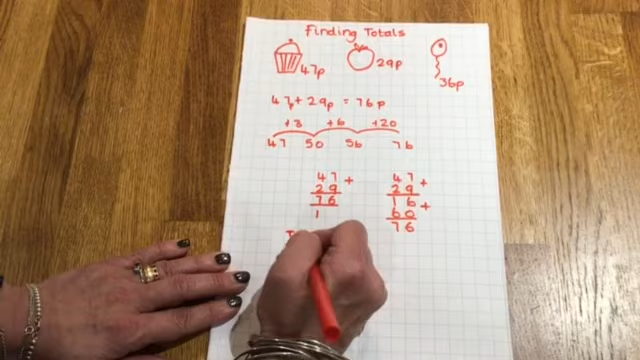 Finding Totals
47p 29p 36p
47p + 29p = 76p
+3 +6 +20
47 50 56 76
47 +
29
76
1
47
29 +
16
60 +
76